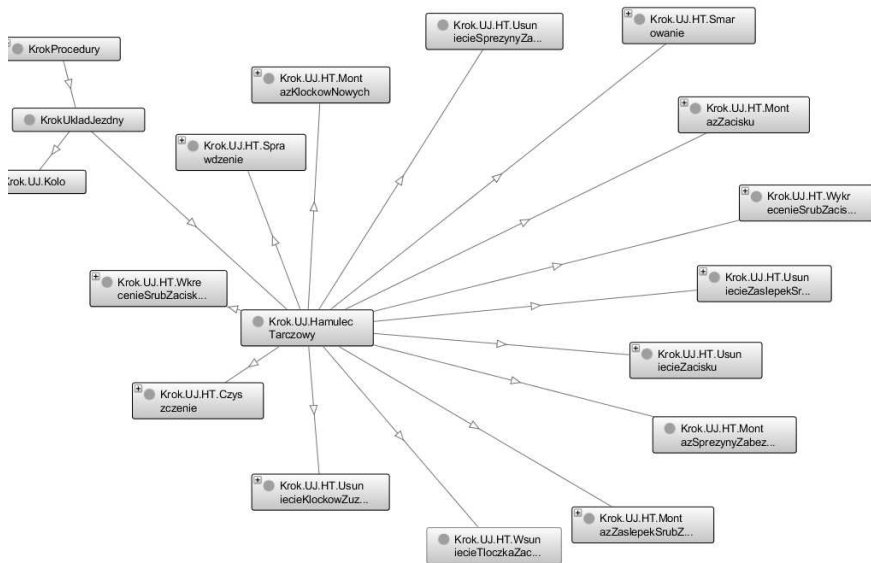 KrokProcedury
Krok.UJ.HT.Usun
iecieSprezynyZa...
Krok.UJ.HT.Smar
owanie
Krok.UJ.HT.Mont
azKlockowNowych
Krok.UJ.HT.Mont
azZacisku
KrokUkladJezdny
Krok.UJ.HT.Spra
wdzenie
Krok.UJ.Kolo
Krok.UJ.HT.Wykr
ecenieSrubZacis...
Krok.UJ.HT.Wkre
cenieSrubZacisk...
Krok.UJ.HT.Usun
iecieZaslepekSr...
Krok.UJ.Hamulec
Tarczowy
Krok.UJ.HT.Usun
iecieZacisku
Krok.UJ.HT.Czys
zczenie
Krok.UJ.HT.Mont
azSprezynyZabez...
Krok.UJ.HT.Usun
iecieKlockowZuz...
Krok.UJ.HT.Wsun
iecieTloczkaZac...
Krok.UJ.HT.Mont
azZaslepekSrubZ...